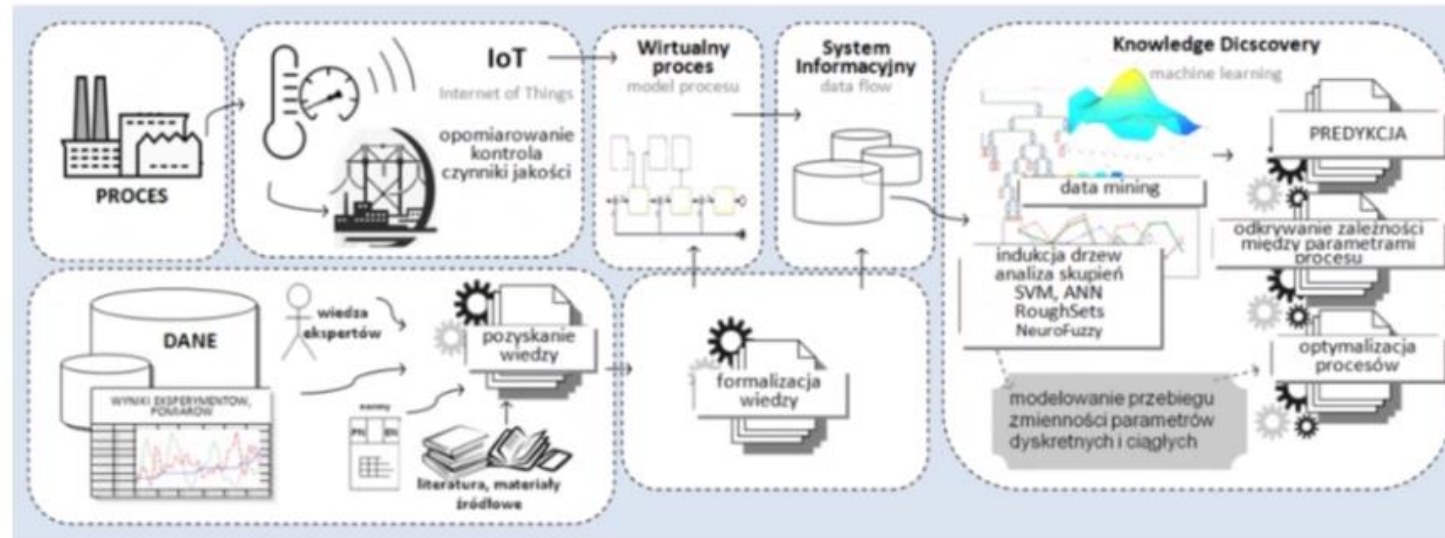 PROCES
IoT
Internet of Things
opomiarowanie
kontrola
czynniki jakości
Wirtualny
proces
model procesu
System
Informacyjny
data flow
Knowledge Dicscovery
machine learning
data mining
indukcja drzew
analiza skupień
SVM, ANN
RoughSets
NeuroFuzzy
PREDYKCJA
odkrywanie zależności
między parametrami
procesu
optymalizacja
procesów
modelowanie przebiegu
zmienności parametrów
dyskretnych i ciągłych
DANE
WYNIKI EKSPERYMENTÓW,
POMIARÓW
wiedza
ekspertów
pozyskanie
wiedzy
normy
PN EN
literatura, materiały
źródłowe
formalizacja
wiedzy